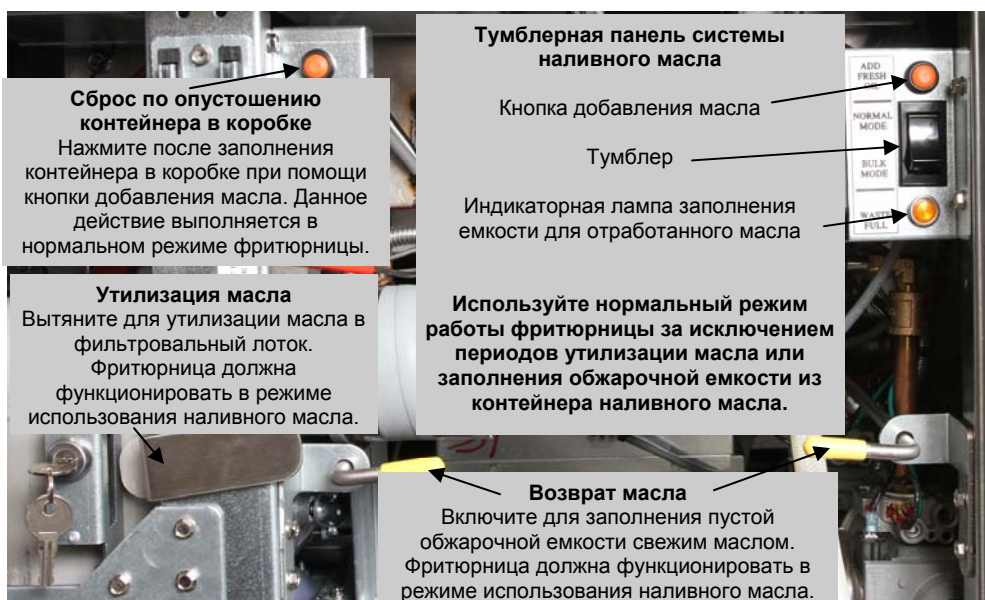 Сброс по опустошению
контейнера в коробке
Нажмите после заполнения
контейнера в коробке при помощи
кнопки добавления масла. Данное
действие выполняется в
нормальном режиме фритюрницы.
Утилизация масла
Вытяните для утилизации масла в
фильтровальный лоток.
Фритюрница должна
функционировать в режиме
использования наливного масла.
Тумблерная панель системы
наливного масла
Кнопка добавления масла
Тумблер
Индикаторная лампа заполнения
емкости для отработанного масла
Используйте нормальный режим
работы фритюрницы за исключением
периодов утилизации масла или
заполнения обжарочной емкости из
контейнера наливного масла.
ADD
FRESH
OIL
NORMAL
MODE
BULK
MODE
WASTE
FULL
Возврат масла
Включите для заполнения пустой
обжарочной емкости свежим маслом.
Фритюрница должна функционировать в
режиме использования наливного масла.